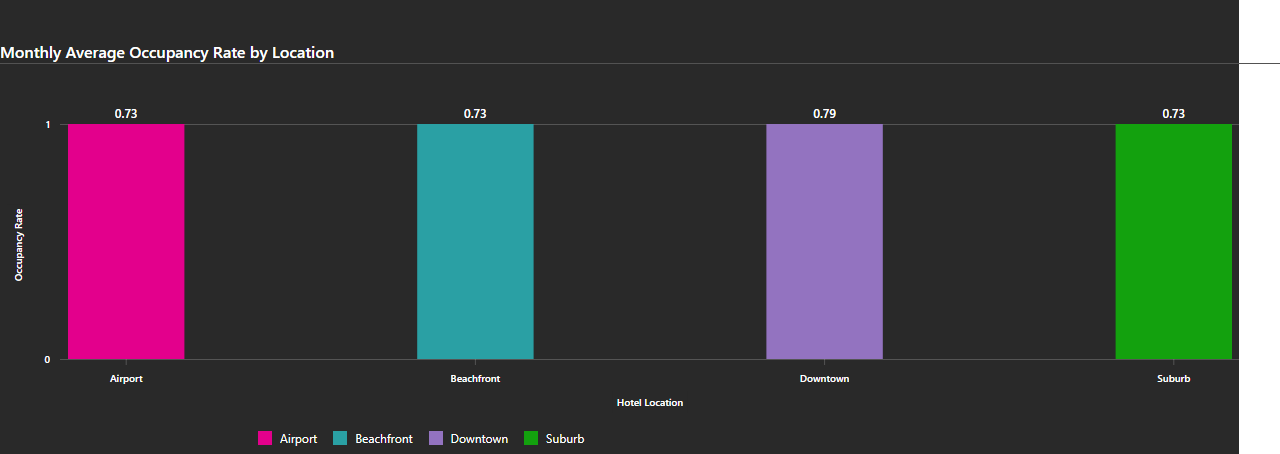 Monthly Average Occupancy Rate by Location
0.73 0.73 0.79 0.73
1
Occupancy Rate
0
Airport Beachfront Downtown Suburb
Hotel Location
Airport Beachfront Downtown Suburb